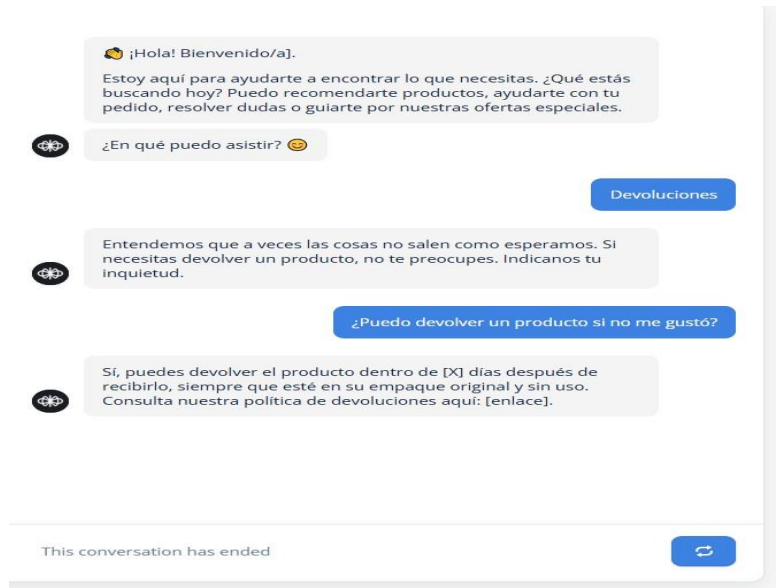 👏 ¡Hola! Bienvenido/a].
Estoy aquí para ayudarte a encontrar lo que necesitas. ¿Qué estás
buscando hoy? Puedo recomendarte productos, ayudarte con tu
pedido, resolver dudas o guiarte por nuestras ofertas especiales.
¿En qué puedo asistir? 😊
Devoluciones
Entendemos que a veces las cosas no salen como esperamos. Si
necesitas devolver un producto, no te preocupes. Indicanos tu
inquietud.
¿Puedo devolver un producto si no me gustó?
Sí, puedes devolver el producto dentro de [X] días después de
recibirlo, siempre que esté en su empaque original y sin uso.
Consulta nuestra política de devoluciones aquí: [enlace].
This conversation has ended